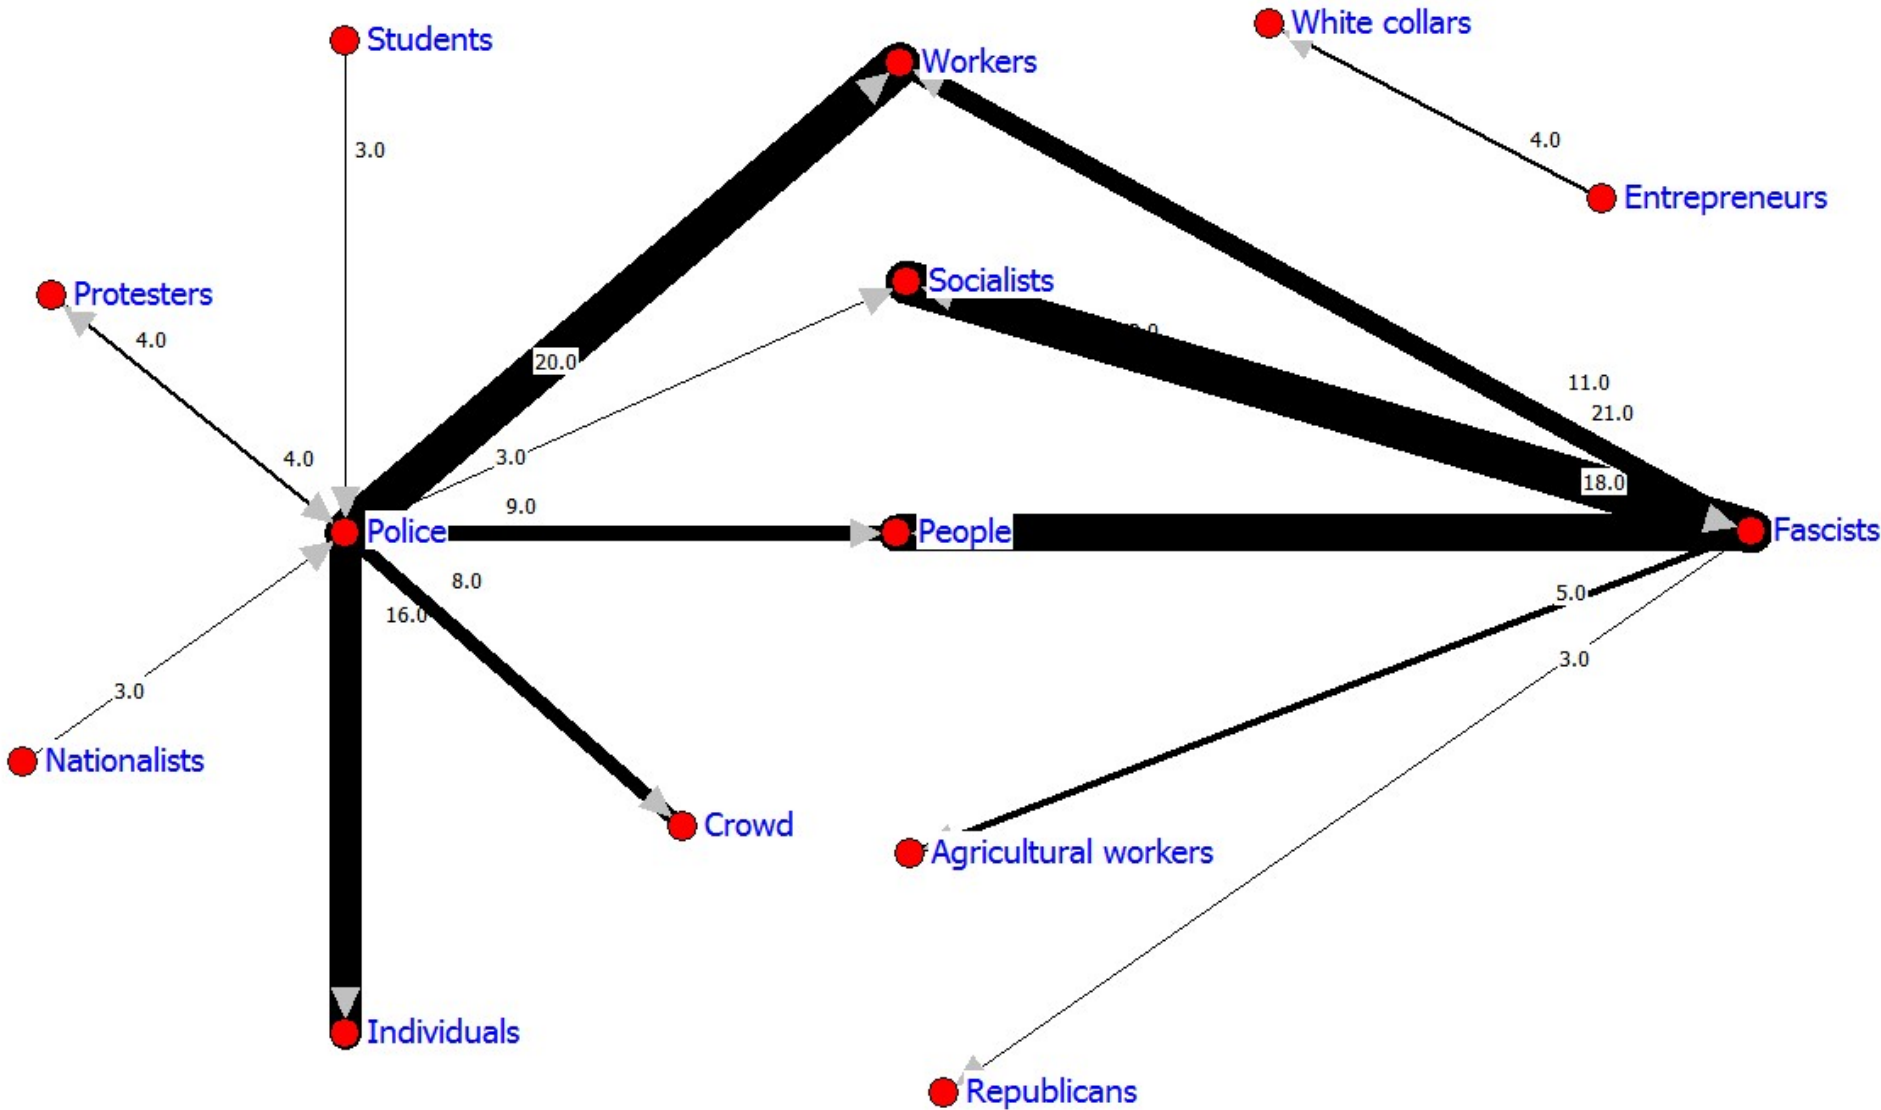 White collars
Students
Workers
4.0
3.0
Entrepreneurs
Socialists
Protesters
4.0
20.0
11.0
21.0
3.0
4.0
18.0
9.0
Police
People
Fascists
8.0
5.0
16.0
3.0
3.0
Nationalists
Crowd
Agricultural workers
Individuals
Republicans